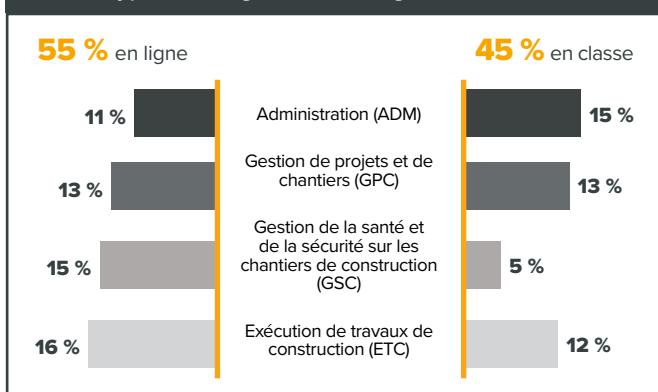 55 % en ligne
45 % en classe
11 %
Administration (ADM)
15 %
13 %
Gestion de projets et de
chantiers (GPC)
13 %
15 %
Gestion de la santé et
de la sécurité sur les
chantiers de construction
(GSC)
5 %
16 %
Exécution de travaux de
construction (ETC)
12 %